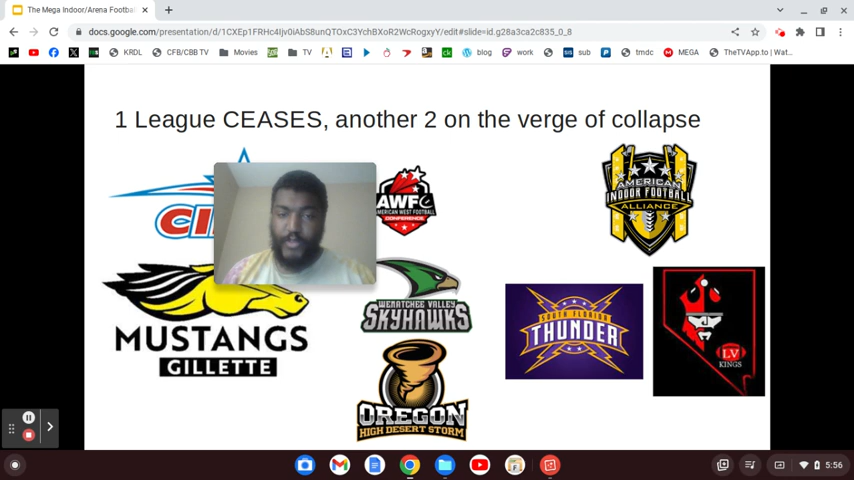 The Mega Indoor/Arena Footba
docs.google.com/presentation/d/1CXEp1FRHc4Ijv0iAbS8unQTOxC3YchBXoR2WcRogxyY/edit#slide=id.g28a3ca2c835_0_8
KRDL
CFB/CBB TV
Movies
TV
blog
work
sub
tmdc
MEGA
TheTVApp.to | Wat...
1 League CEASES, another 2 on the verge of collapse
CI
AWFC
AMERICAN WEST FOOTBALL
CONFERENCE
AMERICAN
INDOOR FOOTBALL
ALLIANCE
MUSTANGS
GILLETTE
WENATCHEE VALLEY
SKYHAWKS
OREGON
HIGH DESERT STORM
SOUTH FLORIDA
THUNDER
LV
KINGS
5:56